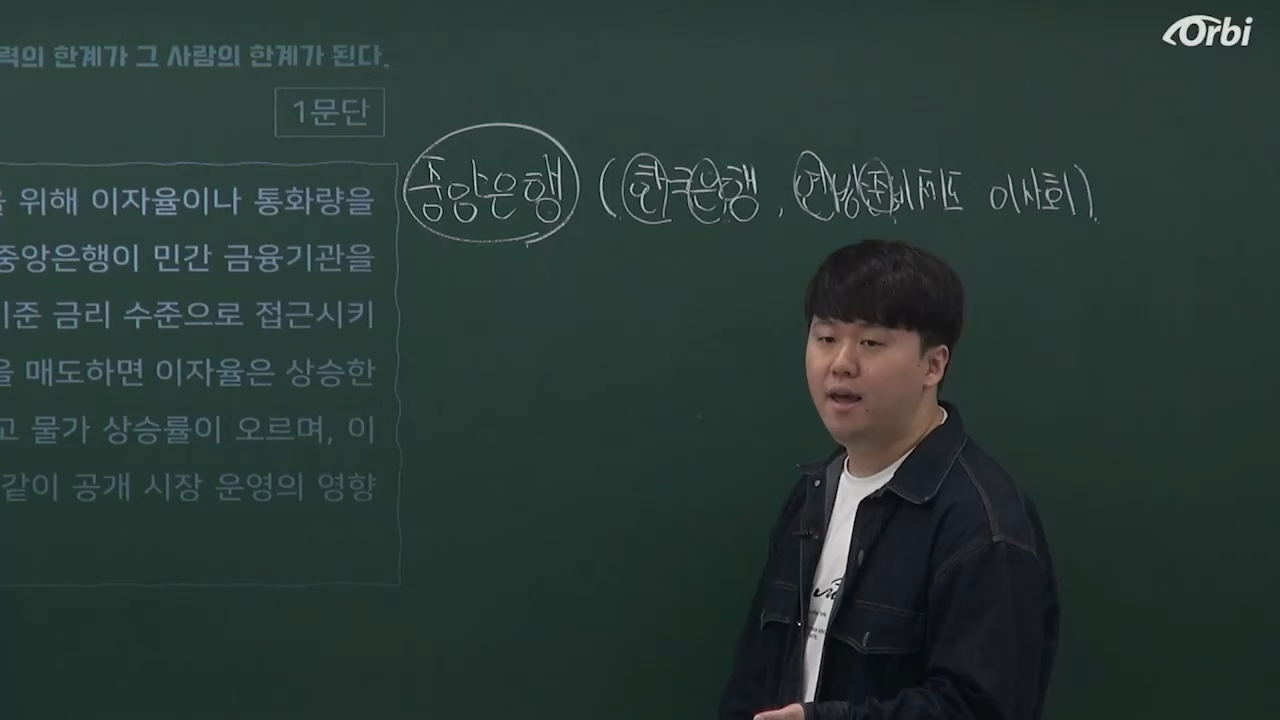 Orbi
력의 한계가 그 사람의 한계가 된다.
1문단
위해 이자율이나 통화량을
중앙은행이 민간 금융기관을
기준 금리 수준으로 접근시키
을 매도하면 이자율은 상승한
고 물가 상승률이 오르며, 이
같이 공개 시장 운영의 영향
중앙은행 (한국은행, 연방준비제도 이사회).